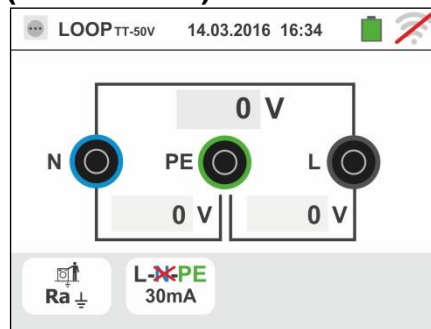 LOOP TT-50V 14.03.2016 16:34
0 V
N PE L
0 V 0 V
Ra L-N-PE
30mA